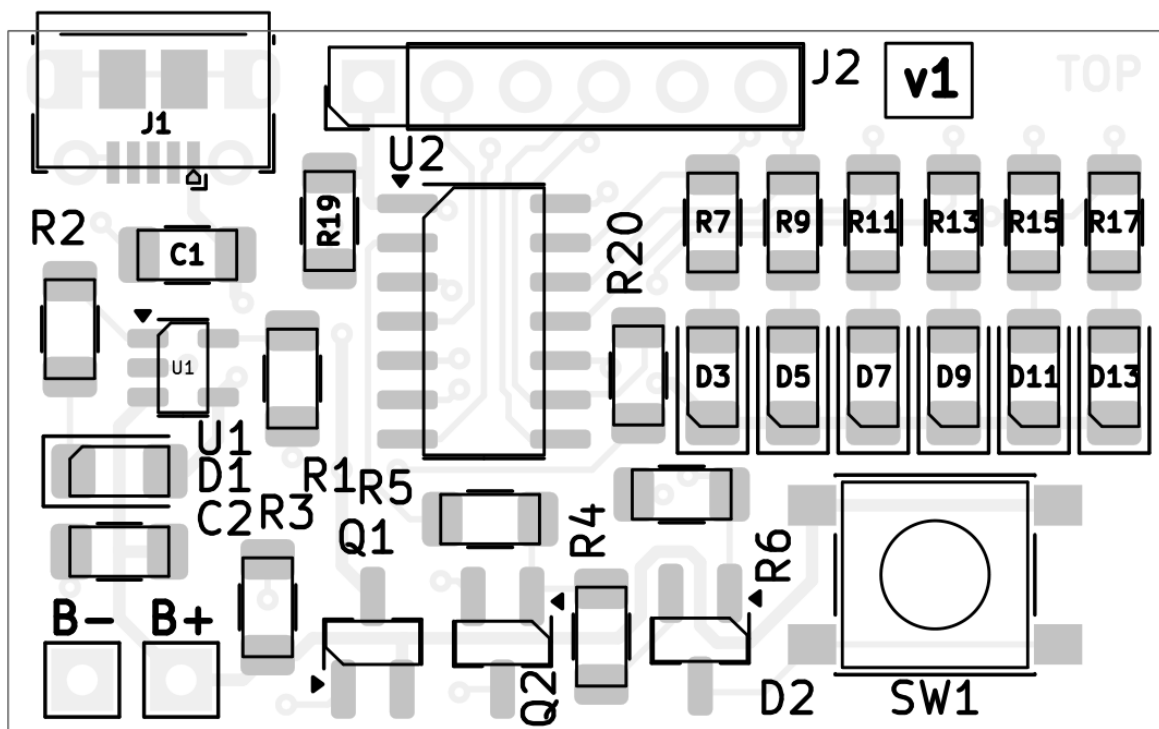 J2
v1
TOP
J1
U2
R2
C1
R19
R20
R7
R9
R11
R13
R15
R17
U1
D3
D5
D7
D9
D11
D13
U1
D1
C2
R3
R1
R5
Q1
R4
R6
B-
B+
Q2
D2
SW1